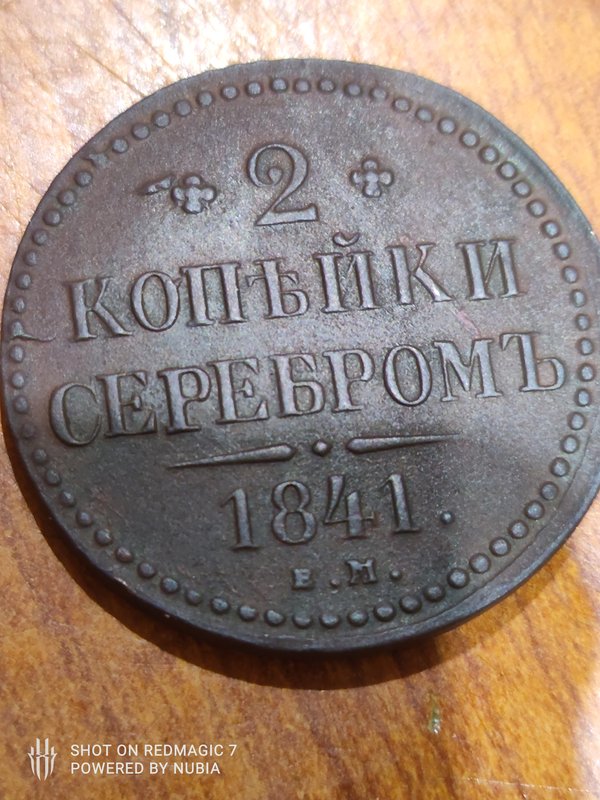 2
КОПѢЙКИ
СЕРЕБРОМЪ
1841.
Е.М.
SHOT ON REDMAGIC 7
POWERED BY NUBIA